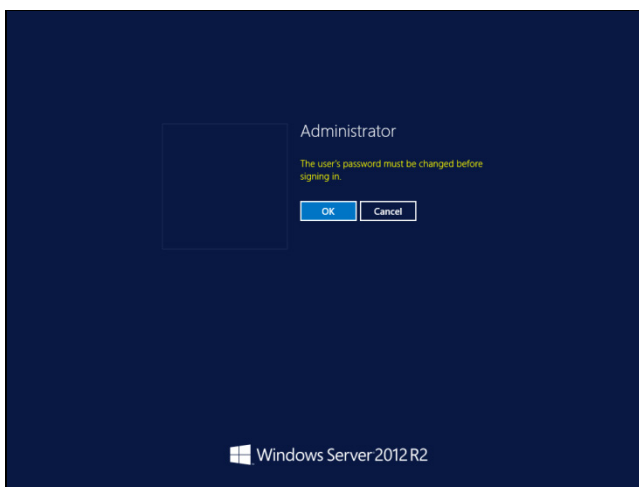 Administrator
The user's password must be changed before
signing in.
OK
Cancel
Windows Server 2012 R2